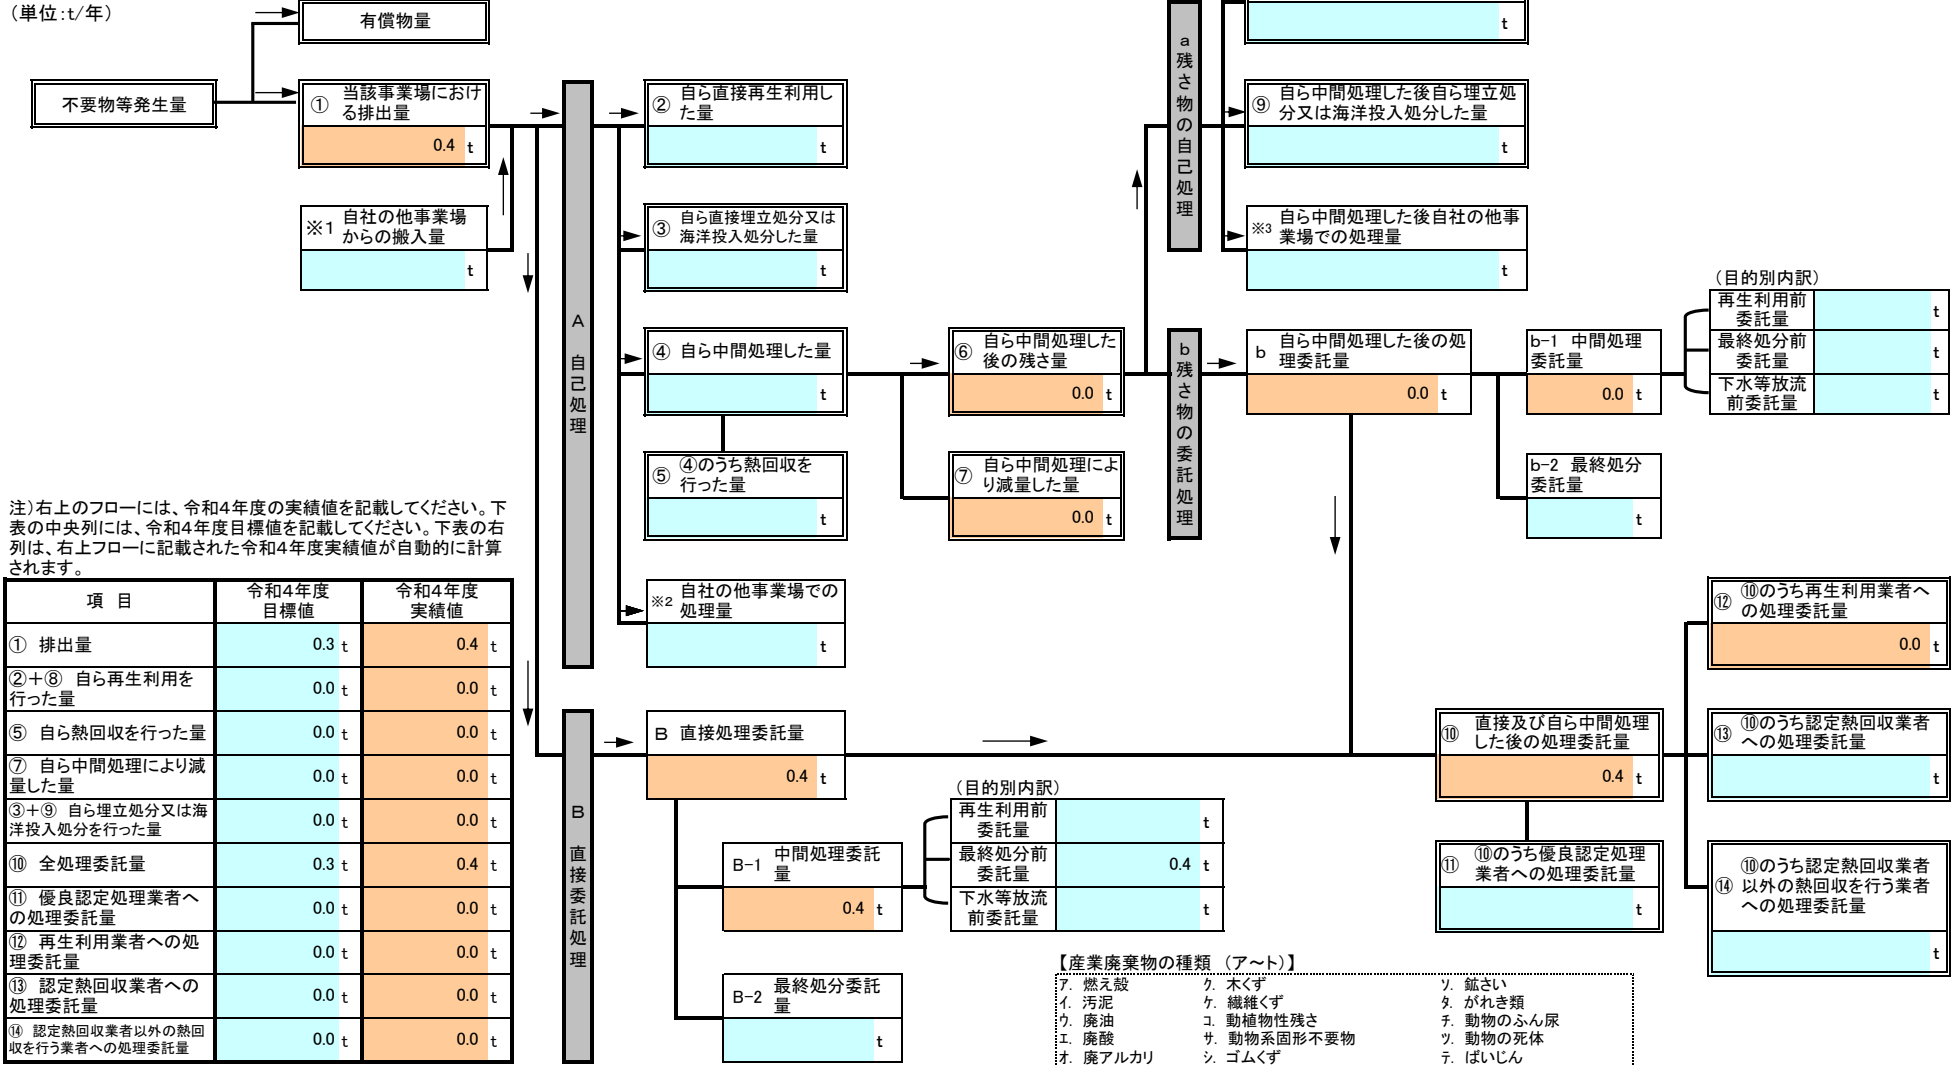 （単位：t/年）
有償物量
t
不要物等発生量
① 当該事業場におけ
る排出量
0.4 t
※1 自社の他事業場
からの搬入量
t
A 自己処理
② 自ら直接再生利用し
た量
t
③ 自ら直接埋立処分又は
海洋投入処分した量
t
④ 自ら中間処理した量
t
⑤ ④のうち熱回収を
行った量
t
※2 自社の他事業場での
処理量
t
⑥ 自ら中間処理した
後の残さ量
0.0 t
⑦ 自ら中間処理によ
り減量した量
0.0 t
a 残さ物の自己処理
⑨ 自ら中間処理した後自ら埋立処
分又は海洋投入処分した量
t
※3 自ら中間処理した後自社の他事
業場での処理量
t
b 残さ物の委託処理
b 自ら中間処理した後の処
理委託量
0.0 t
b-1 中間処理
委託量
0.0 t
（目的別内訳）
再生利用前
委託量 t
最終処分前
委託量 t
下水等放流
前委託量 t
b-2 最終処分
委託量
t
注）右上のフローには、令和4年度の実績値を記載してください。下
表の中央列には、令和4年度目標値を記載してください。下表の右
列は、右上フローに記載された令和4年度実績値が自動的に計算
されます。
項 目 令和4年度
目標値 令和4年度
実績値
① 排出量 0.3 t 0.4 t
②＋⑧ 自ら再生利用を
行った量 0.0 t 0.0 t
⑤ 自ら熱回収を行った量 0.0 t 0.0 t
⑦ 自ら中間処理により減
量した量 0.0 t 0.0 t
③＋⑨ 自ら埋立処分又は海
洋投入処分を行った量 0.0 t 0.0 t
⑩ 全処理委託量 0.3 t 0.4 t
⑪ 優良認定処理業者へ
の処理委託量 0.0 t 0.0 t
⑫ 再生利用業者への処
理委託量 0.0 t 0.0 t
⑬ 認定熱回収業者への
処理委託量 0.0 t 0.0 t
⑭ 認定熱回収業者以外の熱回
収を行う業者への処理委託量 0.0 t 0.0 t
B 直接委託処理
B 直接処理委託量
0.4 t
B-1 中間処理委託
量
0.4 t
（目的別内訳）
再生利用前
委託量 t
最終処分前
委託量 0.4 t
下水等放流
前委託量 t
B-2 最終処分委託
量
t
⑩ 直接及び自ら中間処理
した後の処理委託量
0.4 t
⑪ ⑩のうち優良認定処理
業者への処理委託量
t
⑫ ⑩のうち再生利用業者へ
の処理委託量
0.0 t
⑬ ⑩のうち認定熱回収業者
への処理委託量
t
⑭ ⑩のうち認定熱回収業者
以外の熱回収を行う業者
への処理委託量
t
【産業廃棄物の種類 （ア～ト）】
ア. 燃え殻 ク. 木くず ソ. 鉱さい
イ. 汚泥 ケ. 繊維くず タ. がれき類
ウ. 廃油 コ. 動植物性残さ チ. 動物のふん尿
エ. 廃酸 サ. 動物系固形不要物 ツ. 動物の死体
オ. 廃アルカリ シ. ゴムくず テ. ばいじん